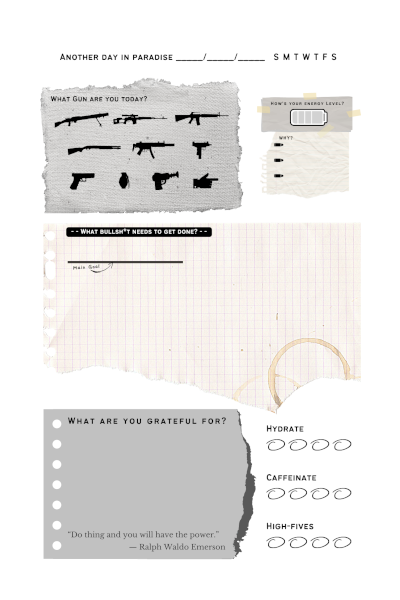 ANOTHER DAY IN PARADISE _____/_____/_____ S M T W T F S
WHAT GUN ARE YOU TODAY?
HOW'S YOUR ENERGY LEVEL?
WHY?
-- WHAT BULLSH*T NEEDS TO GET DONE? --
Main Goal
WHAT ARE YOU GRATEFUL FOR?
"Do thing and you will have the power."
— Ralph Waldo Emerson
HYDRATE
CAFFEINATE
HIGH-FIVES